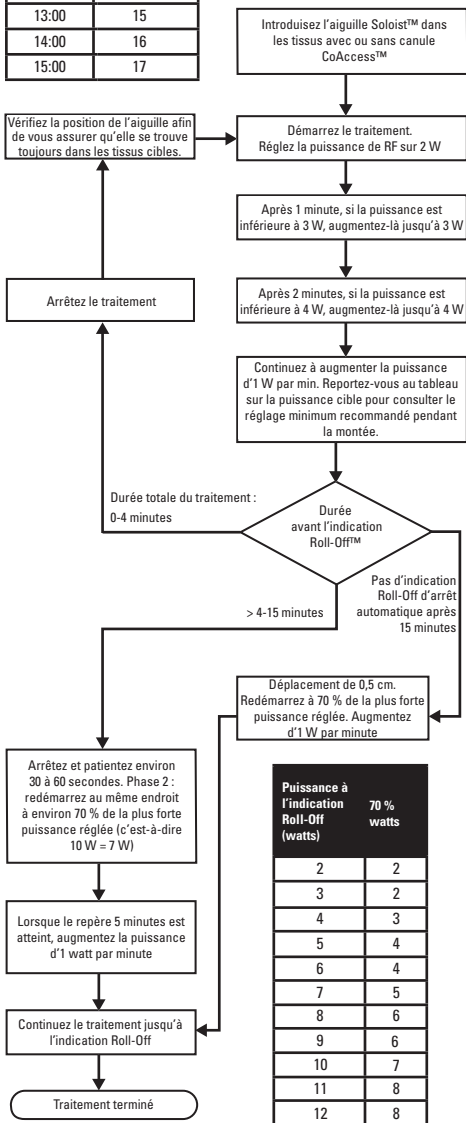 13:00 15
14:00 16
15:00 17
Introduisez l'aiguille Soloist™ dans
les tissus avec ou sans canule
CoAccess™
Vérifiez la position de l'aiguille afin
de vous assurer qu'elle se trouve
toujours dans les tissus cibles.
Démarrez le traitement.
Réglez la puissance de RF sur 2 W
Après 1 minute, si la puissance est
inférieure à 3 W, augmentez-là jusqu'à 3 W
Arrêtez le traitement
Après 2 minutes, si la puissance est
inférieure à 4 W, augmentez-là jusqu'à 4 W
Continuez à augmenter la puissance
d'1 W par min. Reportez-vous au tableau
sur la puissance cible pour consulter le
réglage minimum recommandé pendant
la montée.
Durée totale du traitement :
0-4 minutes
Durée
avant l'indication
Roll-Off™
> 4-15 minutes
Pas d'indication
Roll-Off d'arrêt
automatique après
15 minutes
Déplacement de 0,5 cm.
Redémarrez à 70 % de la plus forte
puissance réglée. Augmentez
d'1 W par minute
Arrêtez et patientez environ
30 à 60 secondes. Phase 2 :
redémarrez au même endroit
à environ 70 % de la plus forte
puissance réglée (c'est-à-dire
10 W = 7 W)
Lorsque le repère 5 minutes est
atteint, augmentez la puissance
d'1 watt par minute
Continuez le traitement jusqu'à
l'indication Roll-Off
Traitement terminé
Puissance à
l'indication 70 %
Roll-Off watts
(watts)
2 2
3 2
4 3
5 4
6 4
7 5
8 6
9 6
10 7
11 8
12 8